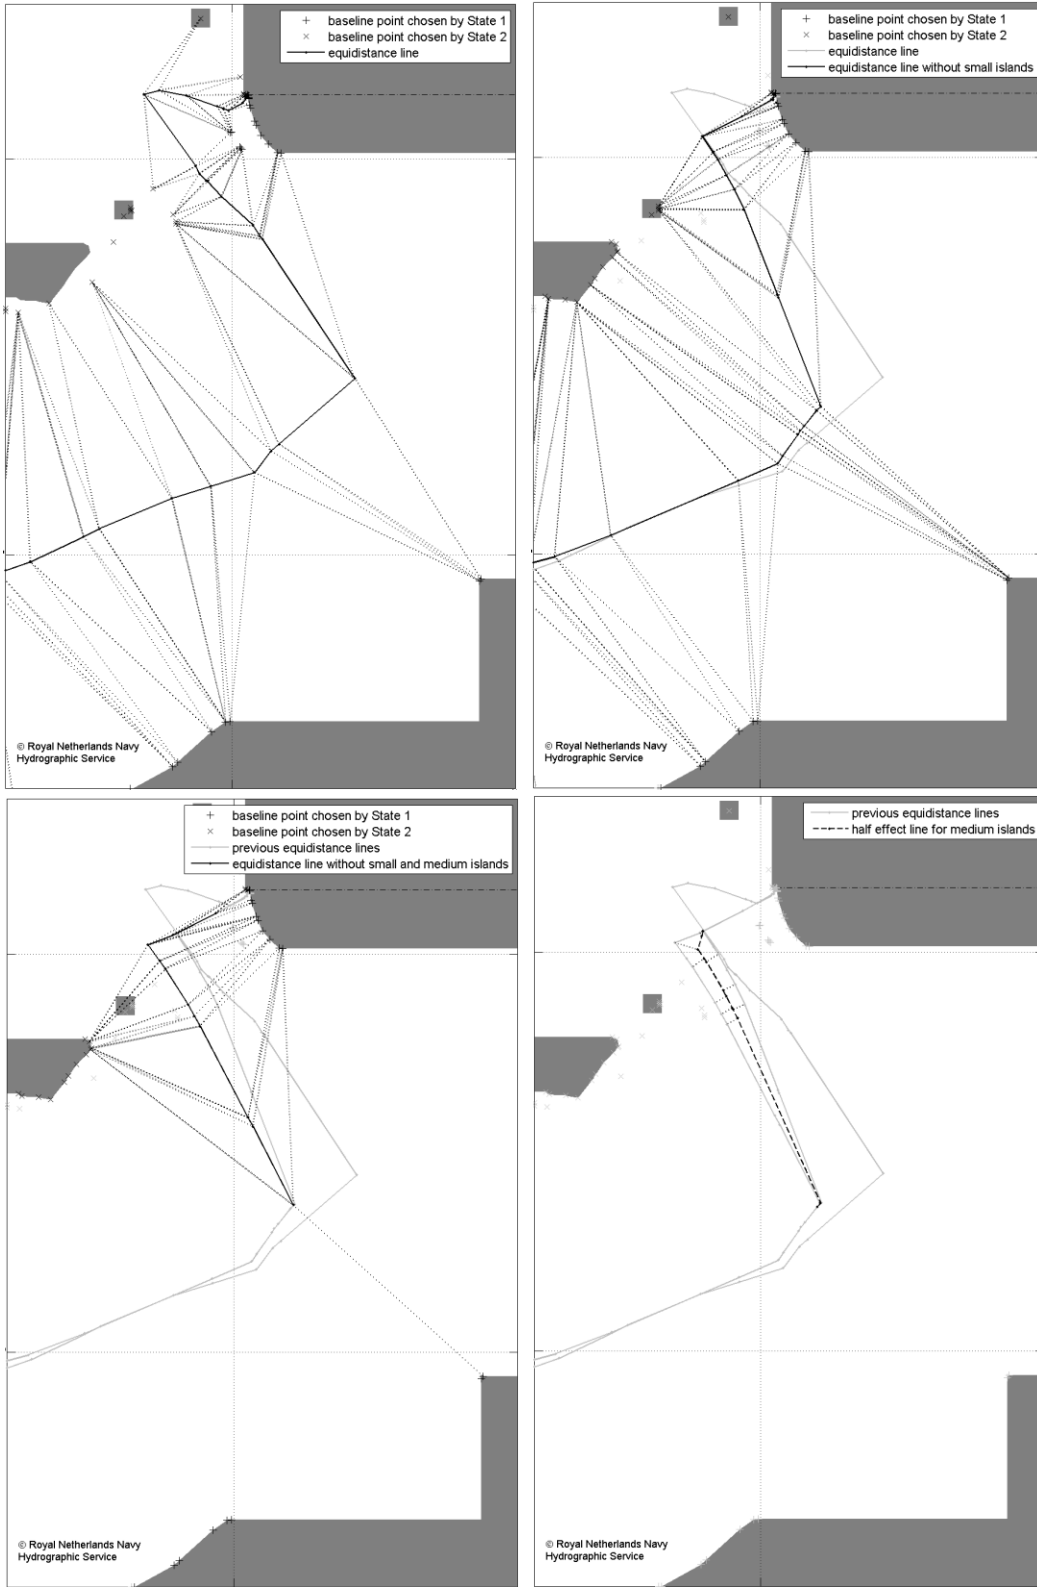 baseline point chosen by State 1
baseline point chosen by State 2
equidistance line
© Royal Netherlands Navy
Hydrographic Service
baseline point chosen by State 1
baseline point chosen by State 2
equidistance line
equidistance line without small islands
© Royal Netherlands Navy
Hydrographic Service
baseline point chosen by State 1
baseline point chosen by State 2
previous equidistance lines
equidistance line without small and medium islands
© Royal Netherlands Navy
Hydrographic Service
previous equidistance lines
half effect line for medium islands
© Royal Netherlands Navy
Hydrographic Service